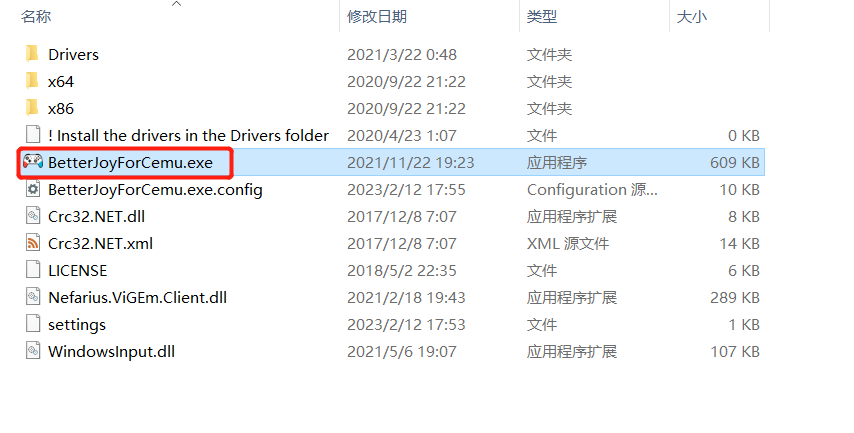 名称 修改日期 类型 大小
Drivers 2021/3/22 0:48 文件夹
x64 2020/9/22 21:22 文件夹
x86 2020/9/22 21:22 文件夹
! Install the drivers in the Drivers folder 2020/4/23 1:07 文件 0 KB
BetterJoyForCemu.exe 2021/11/22 19:23 应用程序 609 KB
BetterJoyForCemu.exe.config 2023/2/12 17:55 Configuration 源... 10 KB
Crc32.NET.dll 2017/12/8 7:07 应用程序扩展 8 KB
Crc32.NET.xml 2017/12/8 7:07 XML 源文件 14 KB
LICENSE 2018/5/2 22:35 文件 6 KB
Nefarius.ViGEm.Client.dll 2021/2/18 19:43 应用程序扩展 289 KB
settings 2023/2/12 17:53 文件 1 KB
WindowsInput.dll 2021/5/6 19:07 应用程序扩展 107 KB